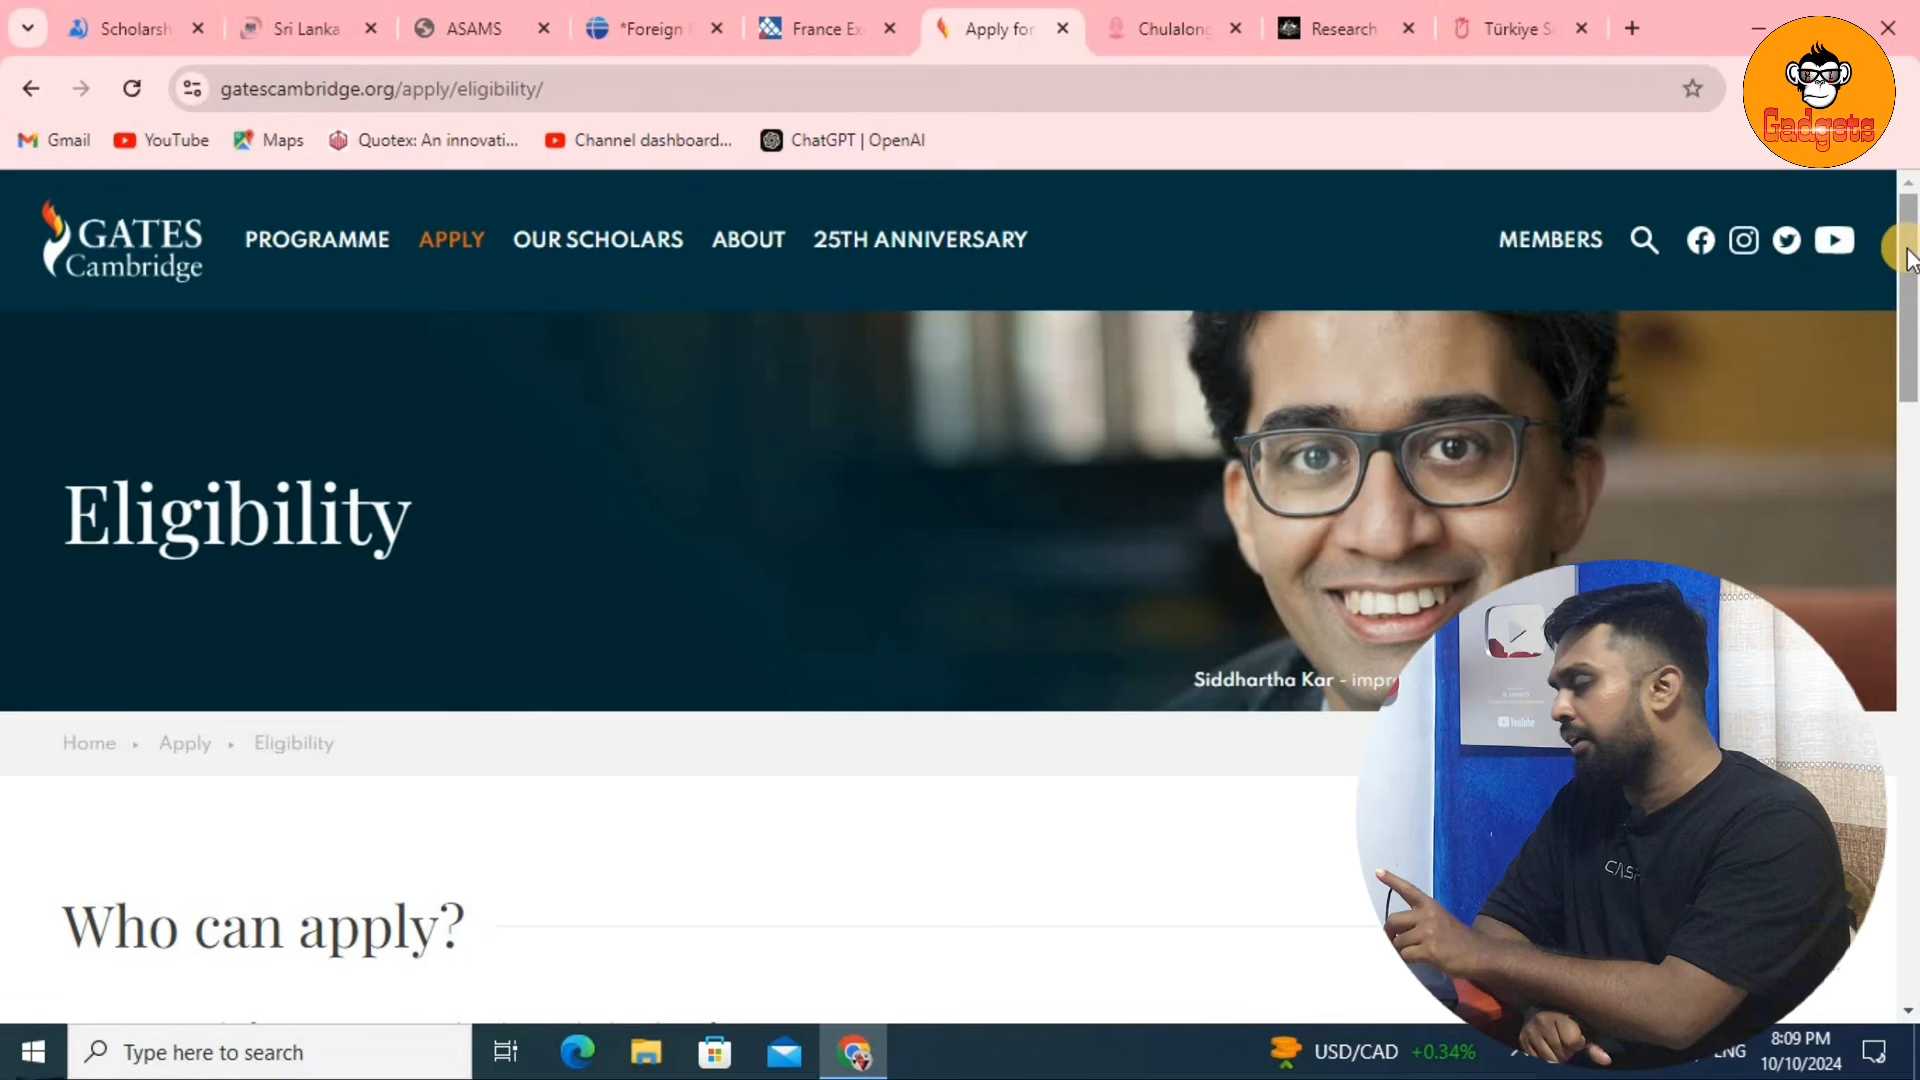 Scholarsh
Sri Lanka
ASAMS
*Foreign
France Ex
Apply for
Chulalong
Research
Türkiye S
Gadgets
gatescambridge.org/apply/eligibility/
Gmail
YouTube
Maps
Quotex: An innovati...
Channel dashboard...
ChatGPT | OpenAI
GATES
Cambridge
PROGRAMME
APPLY
OUR SCHOLARS
ABOUT
25TH ANNIVERSARY
MEMBERS
Eligibility
Siddhartha Kar - impr
YouTube
Home
Apply
Eligibility
Who can apply?
Type here to search
USD/CAD +0.34%
ENG
8:09 PM
10/10/2024